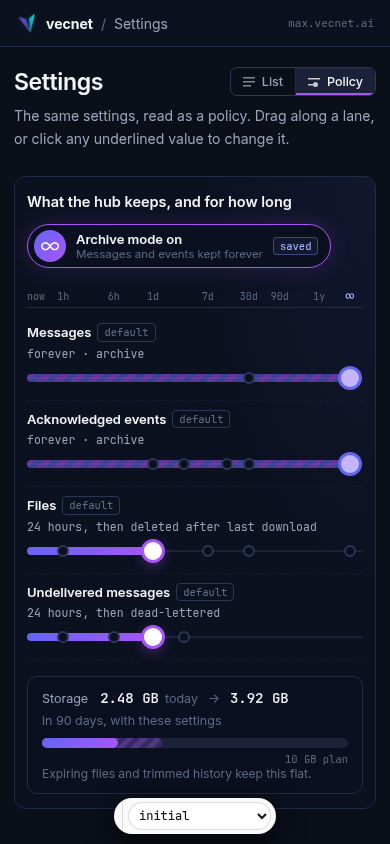 vecnet / Settings max.vecnet.ai
Settings List Policy
The same settings, read as a policy. Drag along a lane,
or click any underlined value to change it.
What the hub keeps, and for how long
Archive mode on
Messages and events kept forever saved
now 1h 6h 1d 7d 30d 90d 1y ∞
Messages default
forever · archive
Acknowledged events default
forever · archive
Files default
24 hours, then deleted after last download
Undelivered messages default
24 hours, then dead-lettered
Storage 2.48 GB today → 3.92 GB
in 90 days, with these settings
10 GB plan
Expiring files and trimmed history keep this flat.
initial